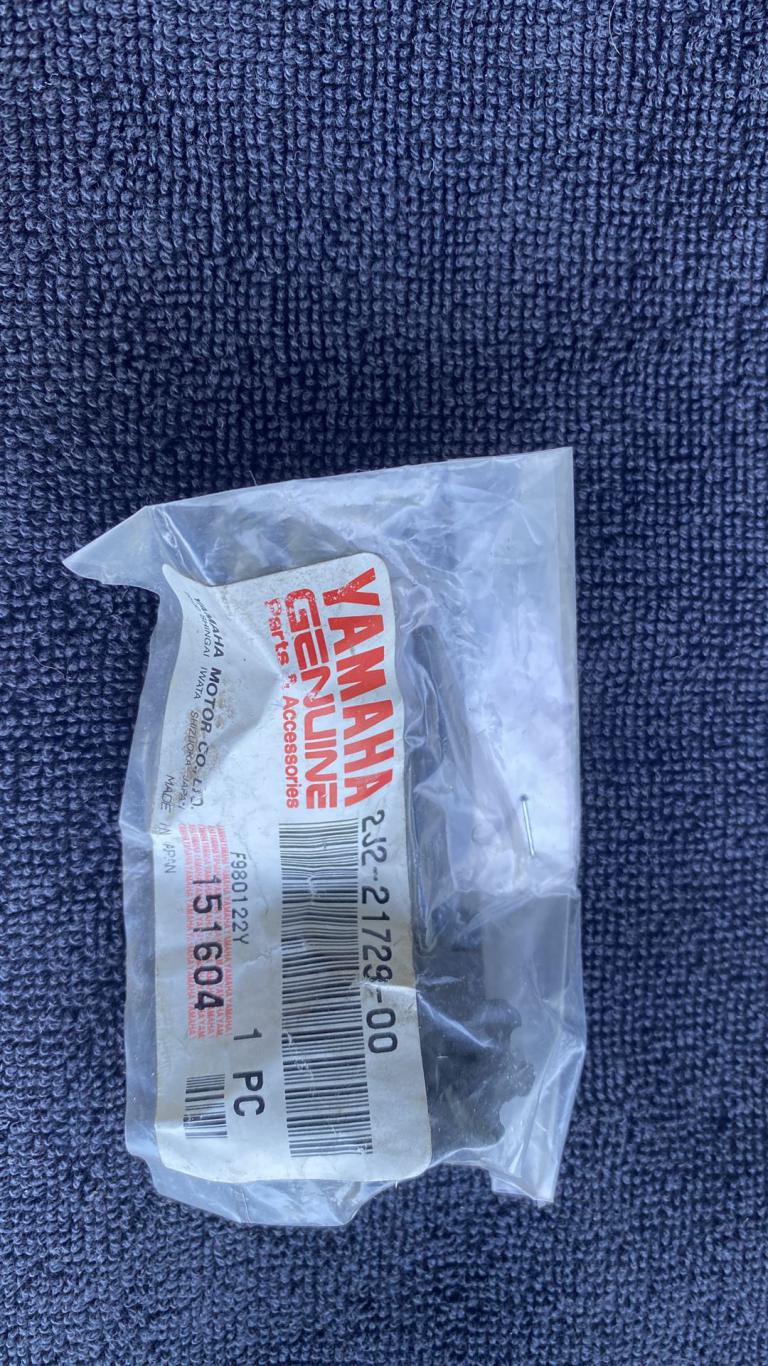 YAMAHA
GENUINE
Parts & Accessories
2J2-21729-00
YAMAHA MOTOR CO., LTD.
SHINGAI IWATA SHIZUOKA JAPAN
MADE IN JAPAN
F980122Y
1 PC
151604